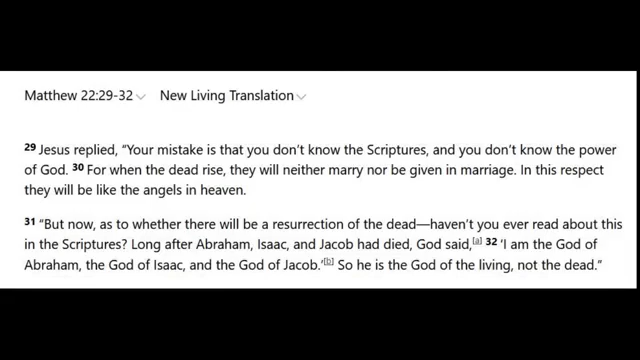 Matthew 22:29-32 New Living Translation
29 Jesus replied, “Your mistake is that you don’t know the Scriptures, and you don’t know the power
of God. 30 For when the dead rise, they will neither marry nor be given in marriage. In this respect
they will be like the angels in heaven.
31 “But now, as to whether there will be a resurrection of the dead—haven’t you ever read about this
in the Scriptures? Long after Abraham, Isaac, and Jacob had died, God said,[a] 32 ‘I am the God of
Abraham, the God of Isaac, and the God of Jacob.’[b] So he is the God of the living, not the dead.”